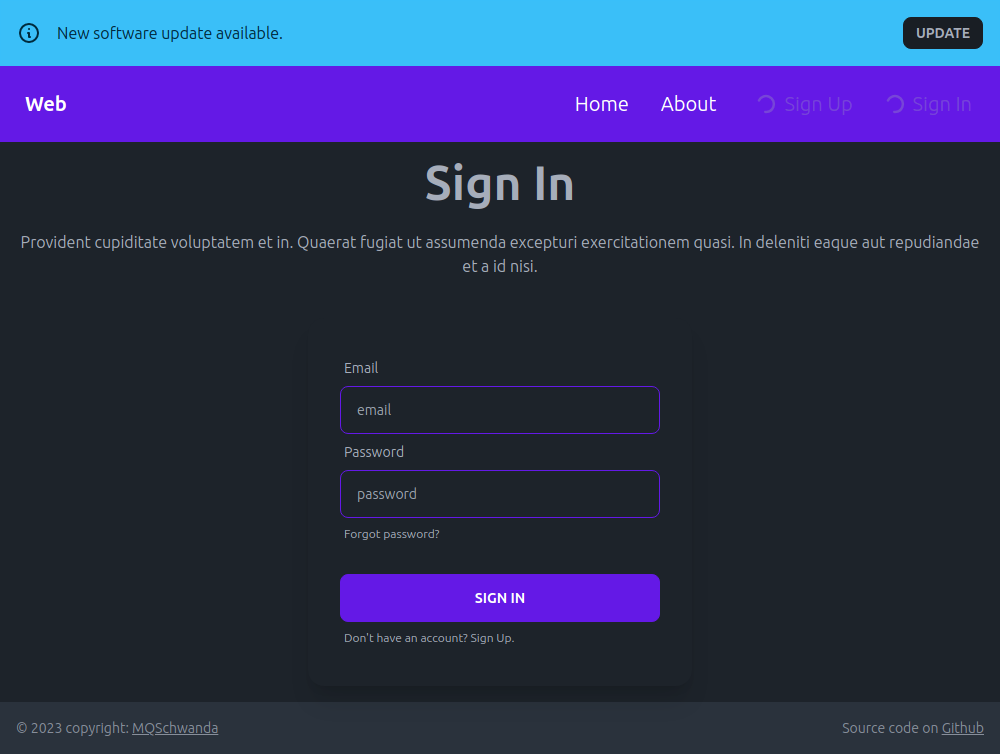 New software update available.
UPDATE
Web
Home
About
Sign Up
Sign In
Sign In
Provident cupiditate voluptatem et in. Quaerat fugiat ut assumenda excepturi exercitationem quasi. In deleniti eaque aut repudiandae
et a id nisi.
Email
email
Password
password
Forgot password?
SIGN IN
Don't have an account? Sign Up.
© 2023 copyright: MQSchwanda
Source code on Github